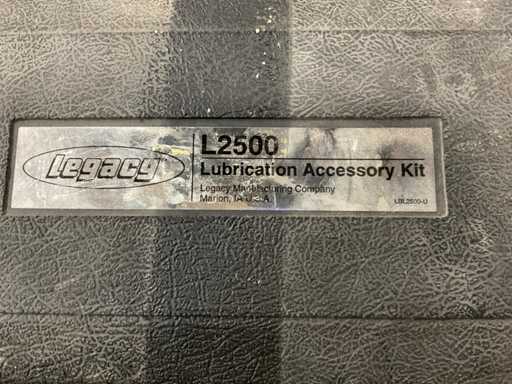 Legacy
L2500
Lubrication Accessory Kit
Legacy Manufacturing Company
Marion, IA U.S.A.
LBL2500-U